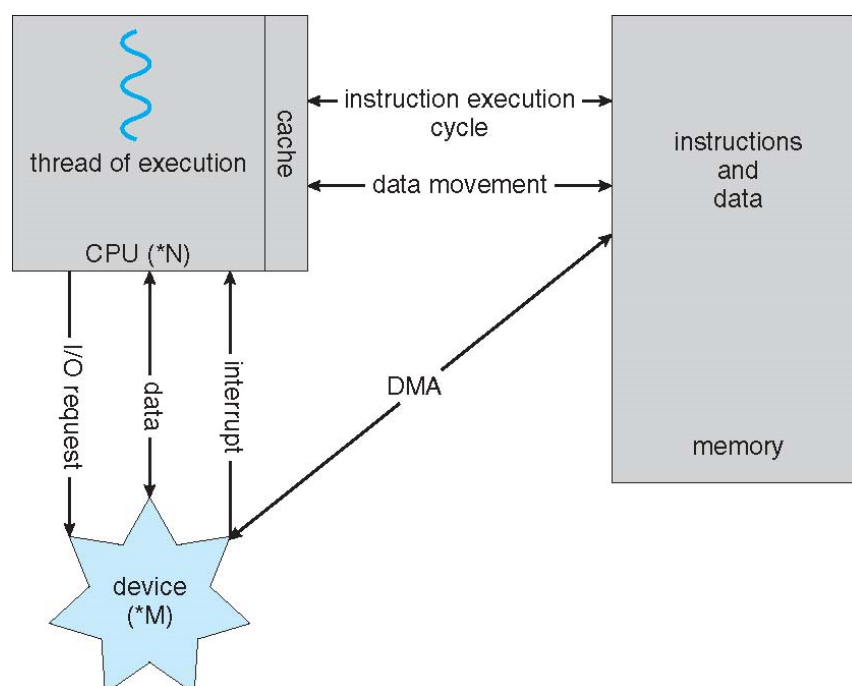 thread of execution
cache
CPU (*N)
instruction execution
cycle
data movement
instructions
and
data
memory
I/O request
data
interrupt
DMA
device
(*M)